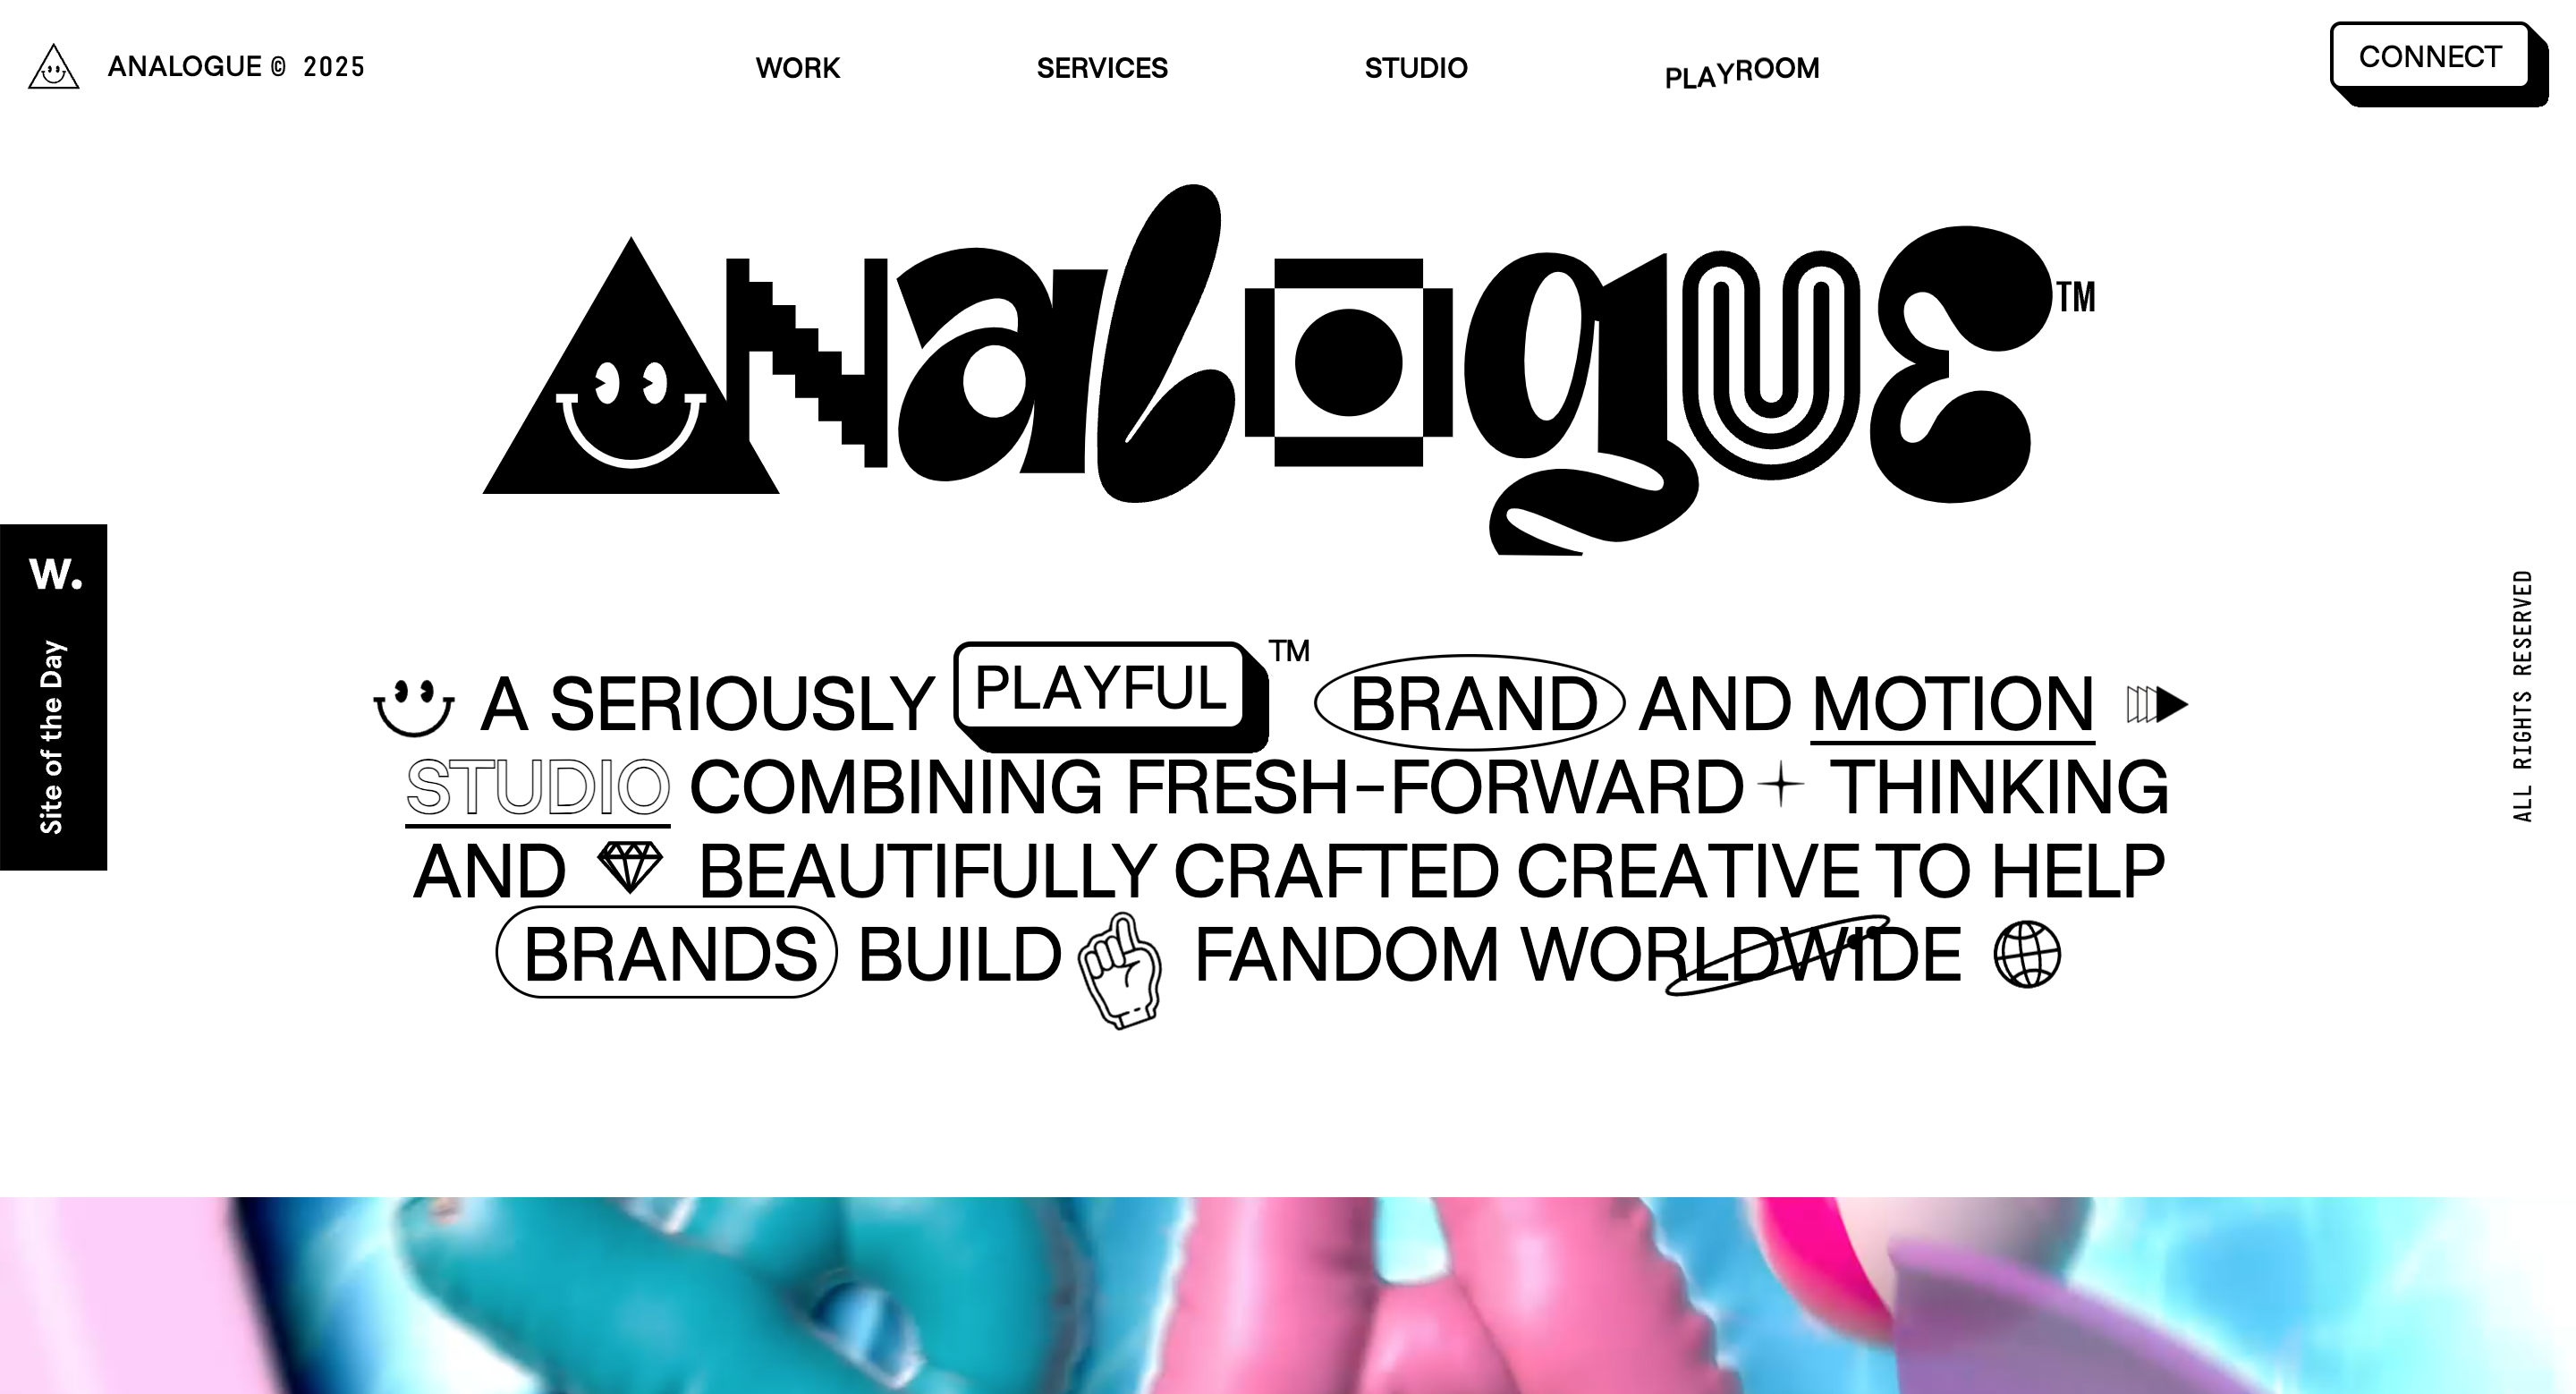 ANALOGUE © 2025
WORK
SERVICES
STUDIO
PLAYROOM
CONNECT
ANalogUE™
W.
Site of the Day
A SERIOUSLY PLAYFUL™ BRAND AND MOTION
STUDIO COMBINING FRESH-FORWARD THINKING
AND BEAUTIFULLY CRAFTED CREATIVE TO HELP
BRANDS BUILD FANDOM WORLDWIDE
ALL RIGHTS RESERVED